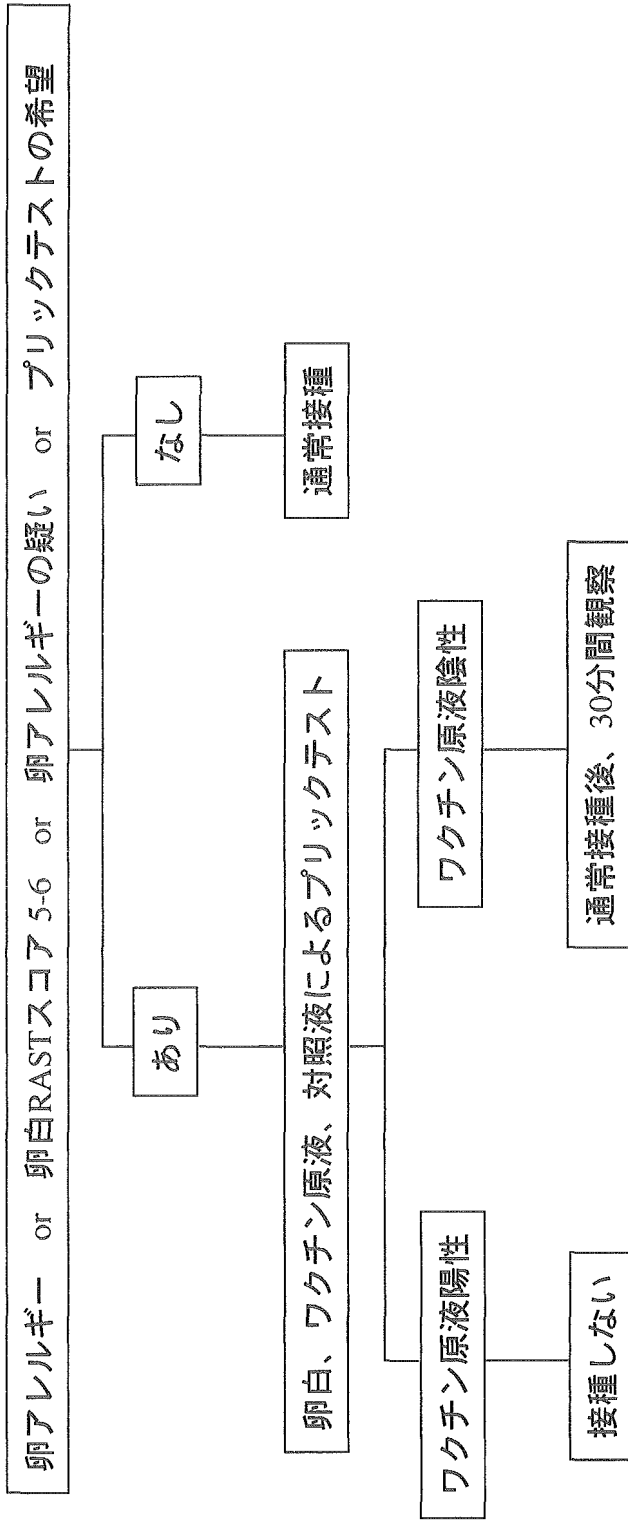 卵アレルギー or 卵白RASTスコア 5-6 or 卵アレルギーの疑い or プリックテストの希望
あり
なし
卵白、ワクチン原液、対照液によるプリックテスト
通常接種
ワクチン原液陽性
ワクチン原液陰性
接種しない
通常接種後、30分間観察